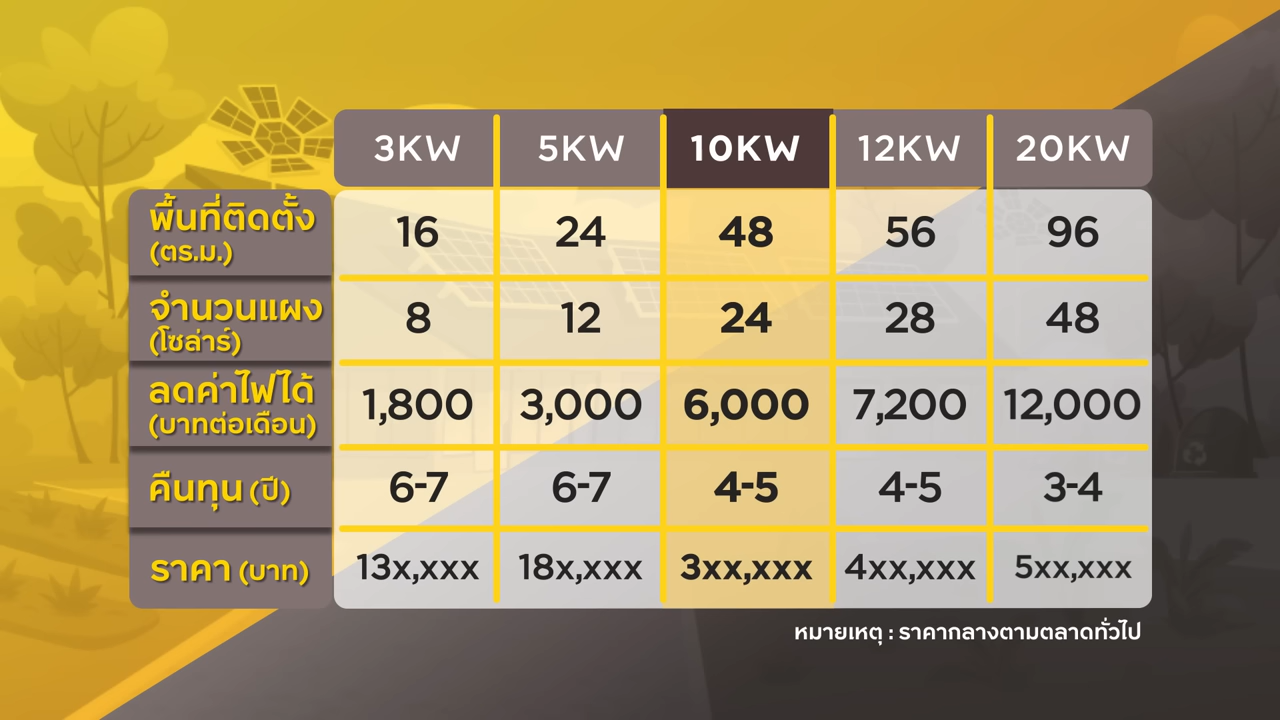 3KW 5KW 10KW 12KW 20KW
พื้นที่ติดตั้ง (ตร.ม.) 16 24 48 56 96
จำนวนแผง (โซล่าร์) 8 12 24 28 48
ลดค่าไฟได้ (บาทต่อเดือน) 1,800 3,000 6,000 7,200 12,000
คืนทุน (ปี) 6-7 6-7 4-5 4-5 3-4
ราคา (บาท) 13x,xxx 18x,xxx 3xx,xxx 4xx,xxx 5xx,xxx
หมายเหตุ : ราคากลางตามตลาดทั่วไป